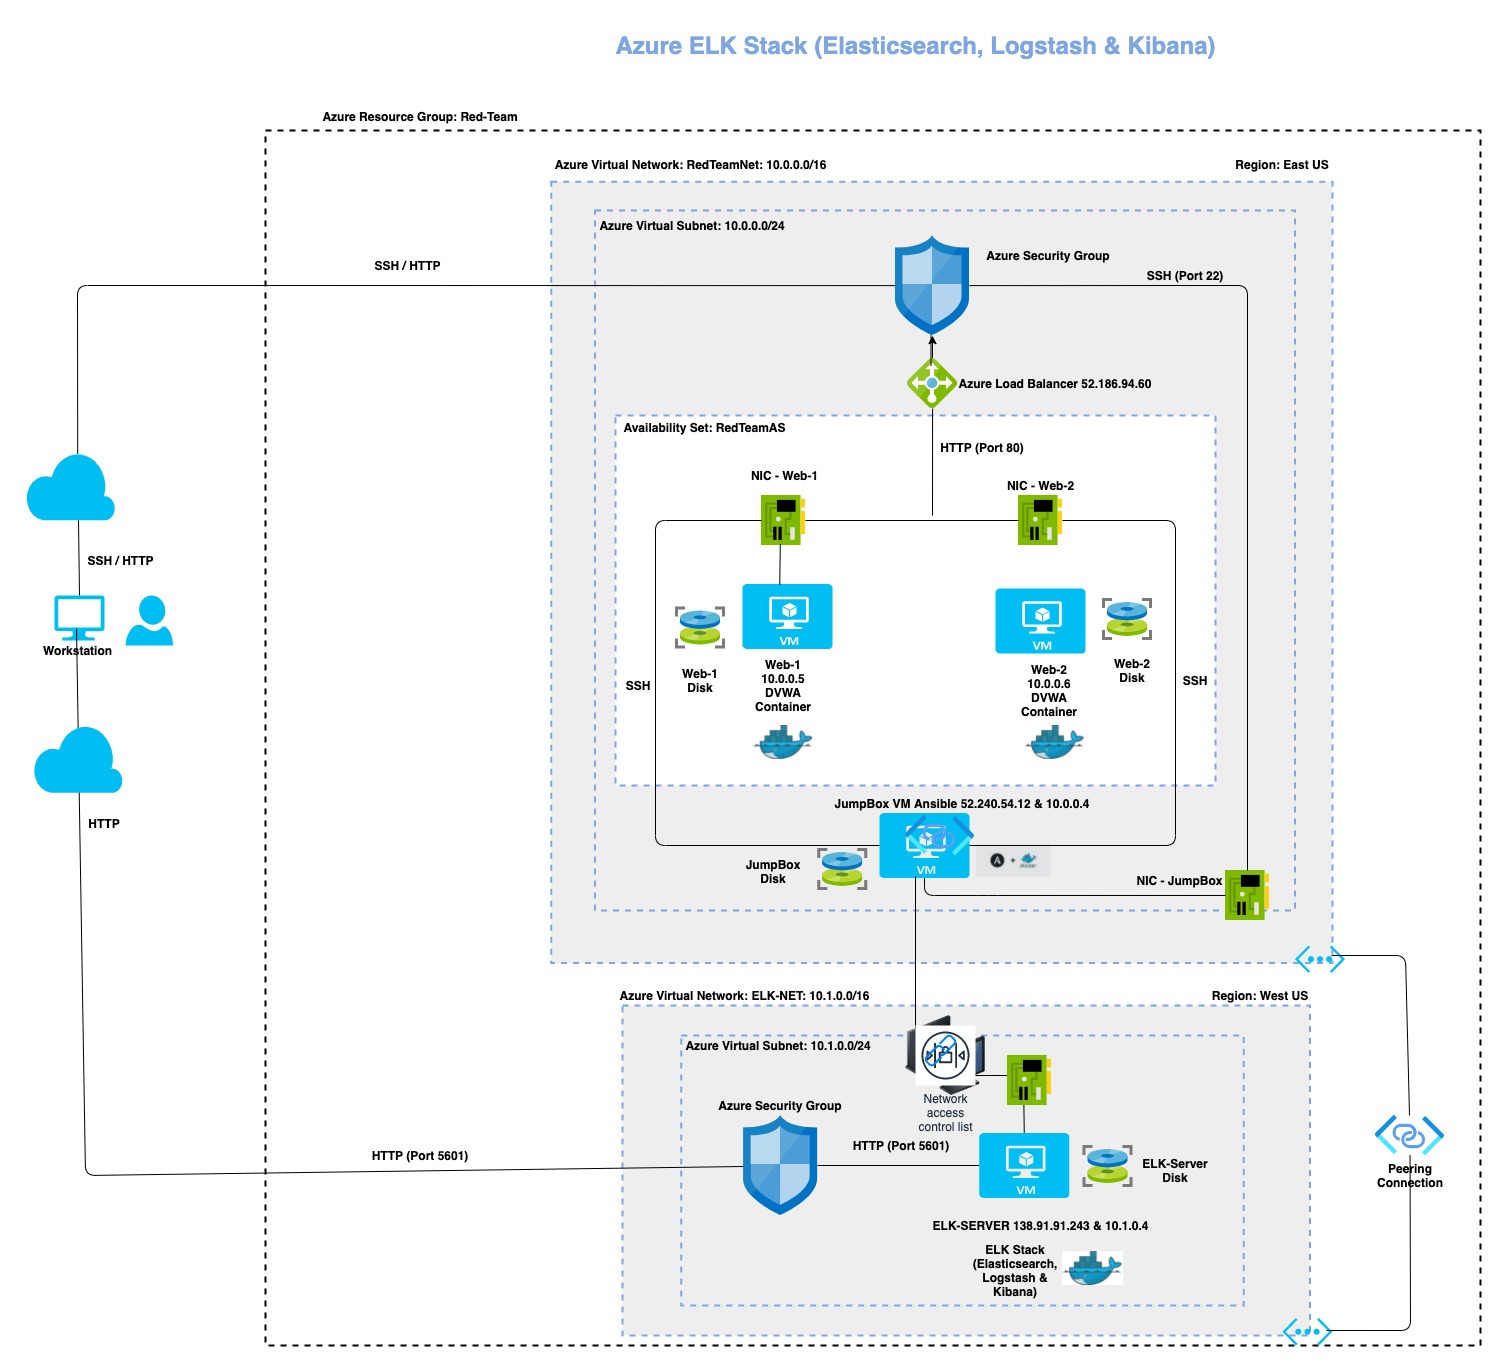 Azure ELK Stack (Elasticsearch, Logstash & Kibana)
Azure Resource Group: Red-Team
Azure Virtual Network: RedTeamNet: 10.0.0.0/16
Region: East US
Azure Virtual Subnet: 10.0.0.0/24
Azure Security Group
SSH / HTTP
SSH (Port 22)
Azure Load Balancer 52.186.94.60
Availability Set: RedTeamAS
HTTP (Port 80)
NIC - Web-1
NIC - Web-2
SSH / HTTP
Workstation
VM
VM
Web-1
Disk
Web-1
10.0.0.5
DVWA
Container
Web-2
10.0.0.6
DVWA
Container
Web-2
Disk
SSH
SSH
HTTP
JumpBox VM Ansible 52.240.54.12 & 10.0.0.4
VM
JumpBox
Disk
A + docker
NIC - JumpBox
Azure Virtual Network: ELK-NET: 10.1.0.0/16
Region: West US
Azure Virtual Subnet: 10.1.0.0/24
Network
access
control list
Azure Security Group
HTTP (Port 5601)
HTTP (Port 5601)
VM
ELK-Server
Disk
Peering
Connection
ELK-SERVER 138.91.91.243 & 10.1.0.4
ELK Stack
(Elasticsearch,
Logstash &
Kibana)